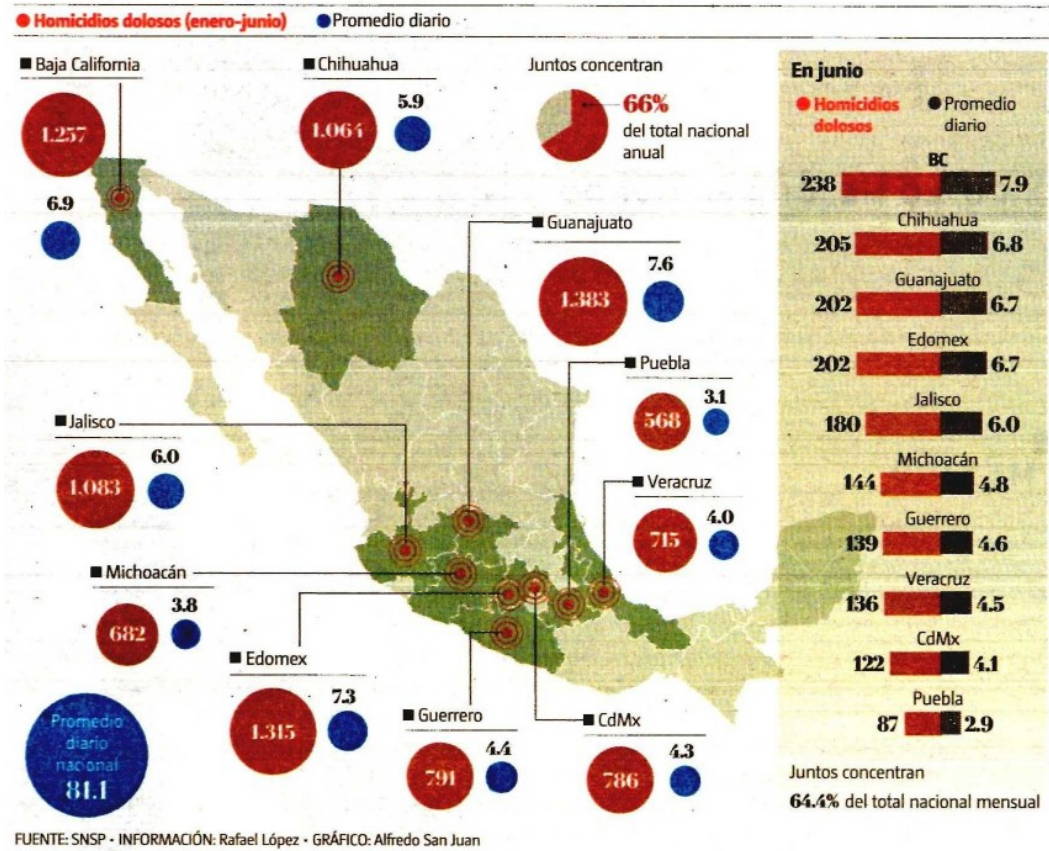 Homicidios dolosos (enero-junio) Promedio diario
Baja California
1.257
6.9
Chihuahua
1.064
5.9
Juntos concentran
66%
del total nacional
anual
Guanajuato
1.383
7.6
Puebla
568
3.1
Jalisco
1.083
6.0
Veracruz
715
4.0
Michoacán
682
3.8
Edomex
1.315
7.3
Guerrero
791
4.4
CdMx
786
4.3
Promedio
diario
nacional
81.1
En junio
Homicidios
dolosos
Promedio
diario
BC
238 7.9
Chihuahua
205 6.8
Guanajuato
202 6.7
Edomex
202 6.7
Jalisco
180 6.0
Michoacán
144 4.8
Guerrero
139 4.6
Veracruz
136 4.5
CdMx
122 4.1
Puebla
87 2.9
Juntos concentran
64.4% del total nacional mensual
FUENTE: SNSP • INFORMACIÓN: Rafael López • GRÁFICO: Alfredo San Juan